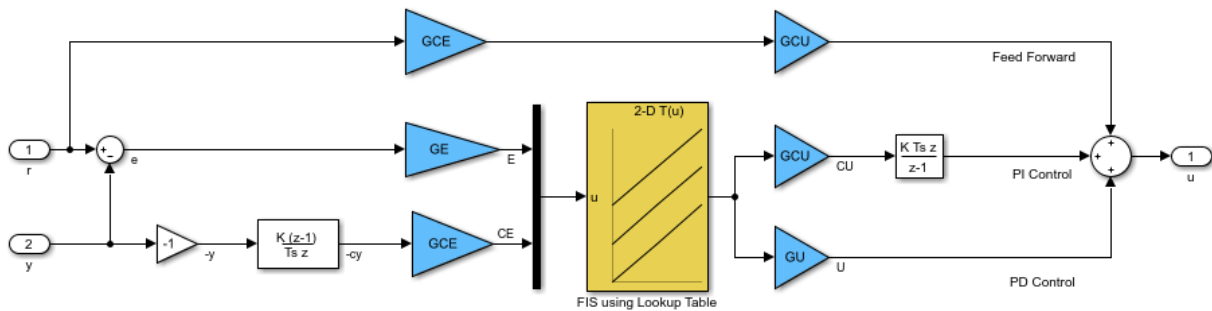 GCE
GCU
Feed Forward
2-D T(u)
1
r
+
−
e
GE
E
GCU
CU
K Ts z
z-1
PI Control
+
+
+
1
u
u
2
y
-1
-y
K (z-1)
Ts z
-cy
GCE
CE
GU
U
PD Control
FIS using Lookup Table